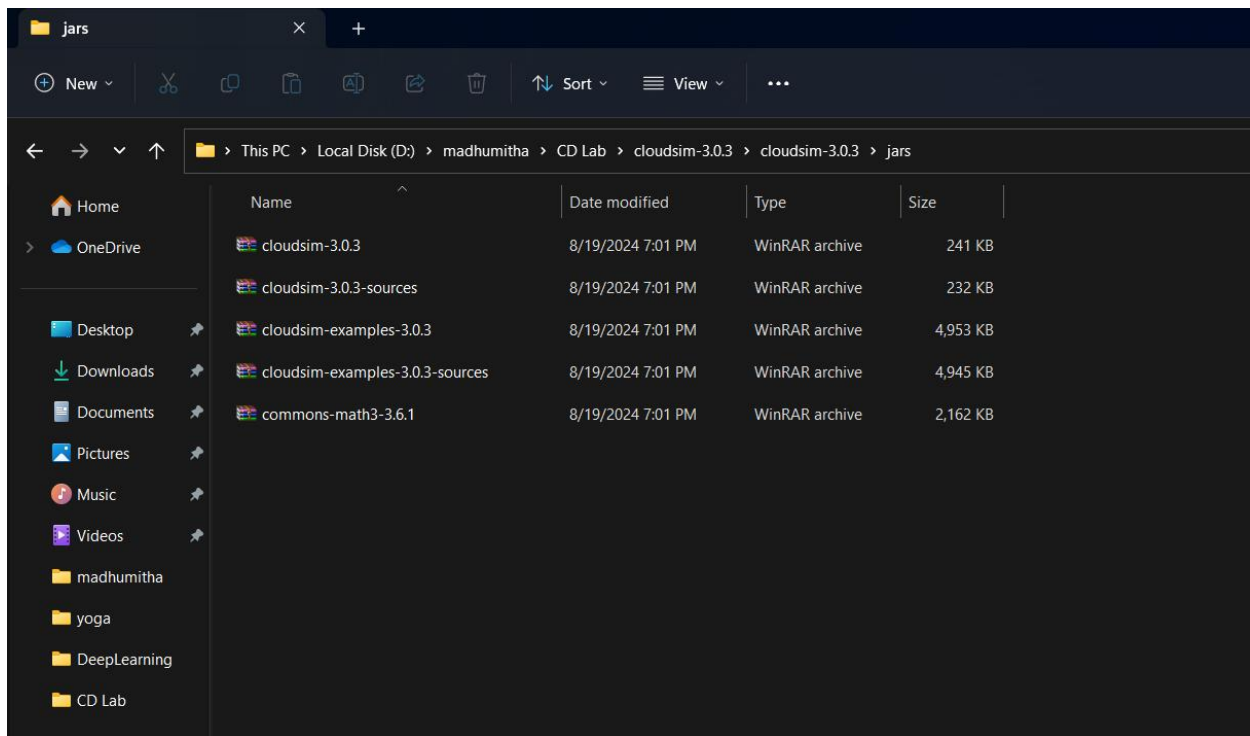 jars
New
Sort
View
This PC > Local Disk (D:) > madhumitha > CD Lab > cloudsim-3.0.3 > cloudsim-3.0.3 > jars
Home
OneDrive
Desktop
Downloads
Documents
Pictures
Music
Videos
madhumitha
yoga
DeepLearning
CD Lab
Name Date modified Type Size
cloudsim-3.0.3 8/19/2024 7:01 PM WinRAR archive 241 KB
cloudsim-3.0.3-sources 8/19/2024 7:01 PM WinRAR archive 232 KB
cloudsim-examples-3.0.3 8/19/2024 7:01 PM WinRAR archive 4,953 KB
cloudsim-examples-3.0.3-sources 8/19/2024 7:01 PM WinRAR archive 4,945 KB
commons-math3-3.6.1 8/19/2024 7:01 PM WinRAR archive 2,162 KB